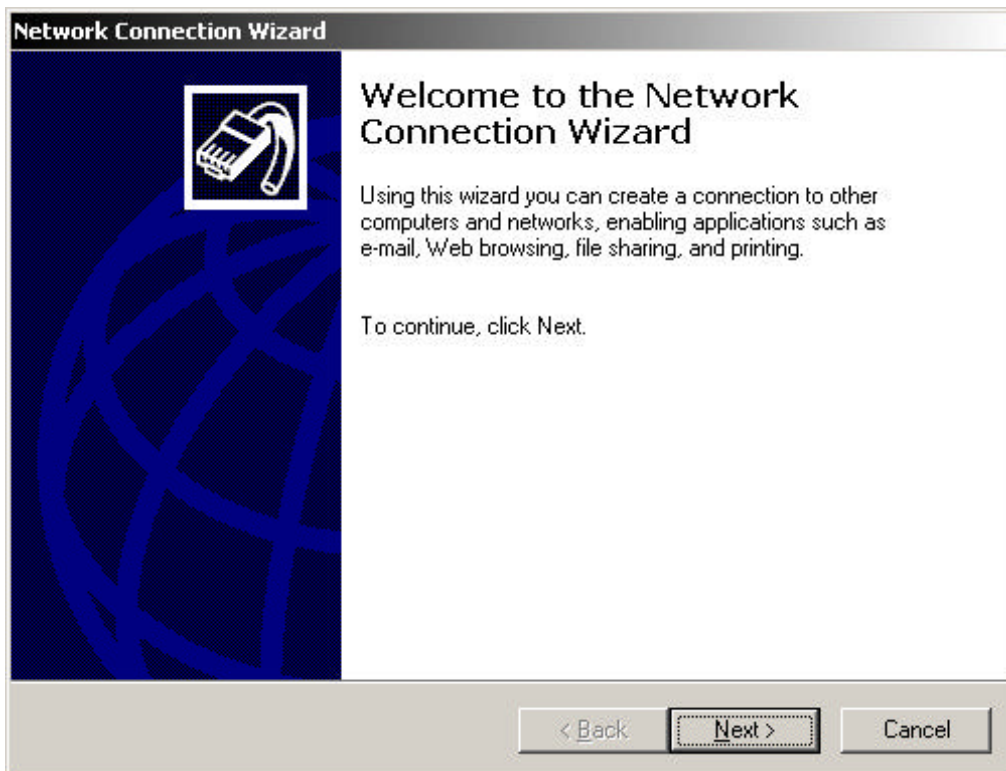 Network Connection Wizard
Welcome to the Network
Connection Wizard
Using this wizard you can create a connection to other
computers and networks, enabling applications such as
e-mail, Web browsing, file sharing, and printing.
To continue, click Next.
< Back
Next >
Cancel